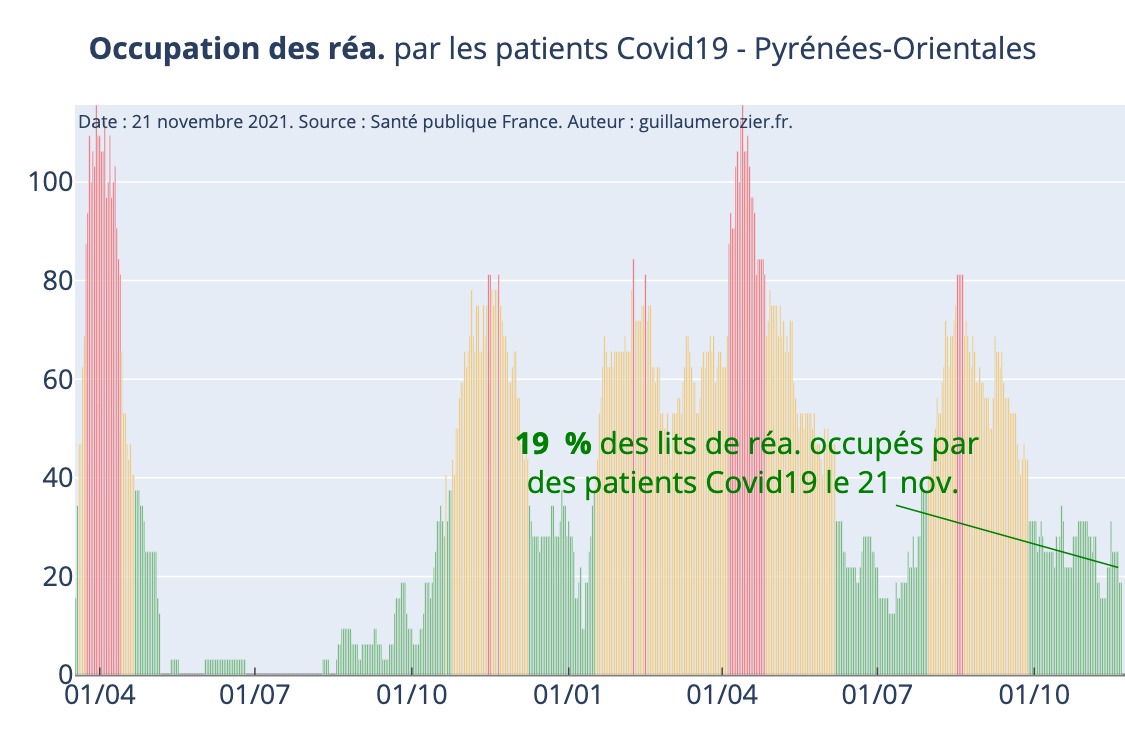 Occupation des réa. par les patients Covid19 - Pyrénées-Orientales
Date : 21 novembre 2021. Source : Santé publique France. Auteur : guillaumerozier.fr.
100
80
60
40
20
0
19 % des lits de réa. occupés par
des patients Covid19 le 21 nov.
01/04 01/07 01/10 01/01 01/04 01/07 01/10